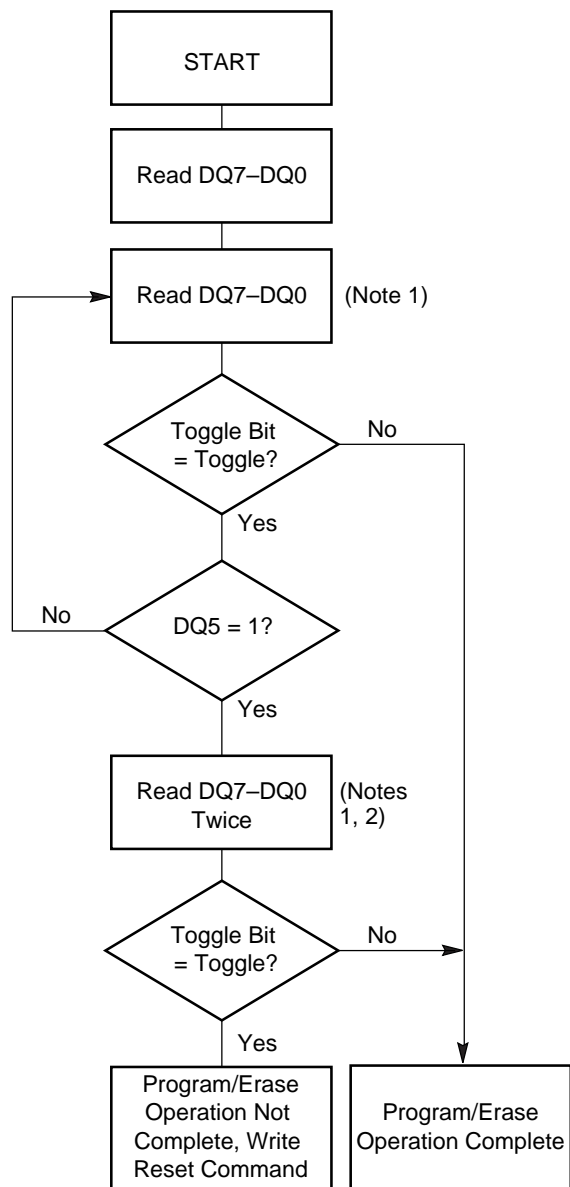 START
Read DQ7–DQ0
Read DQ7–DQ0
(Note 1)
Toggle Bit
= Toggle?
No
Yes
No
DQ5 = 1?
Yes
Read DQ7–DQ0
Twice
(Notes
1, 2)
Toggle Bit
= Toggle?
No
Yes
Program/Erase
Operation Not
Complete, Write
Reset Command
Program/Erase
Operation Complete